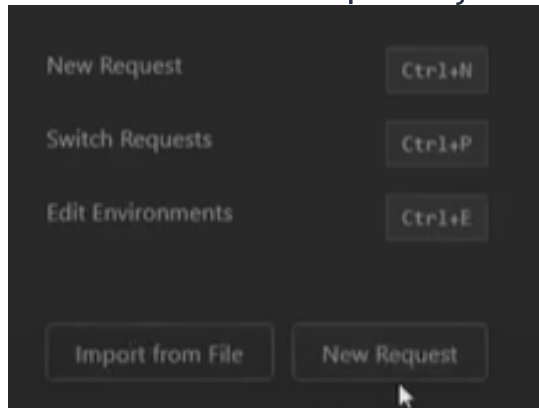 New Request Ctrl+N
Switch Requests Ctrl+P
Edit Environments Ctrl+E
Import from File New Request